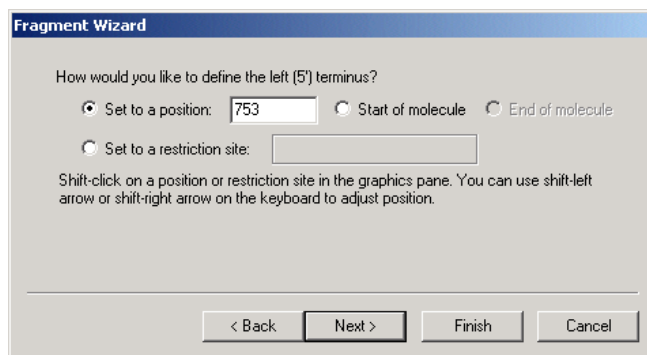 Fragment Wizard
How would you like to define the left (5') terminus?
Set to a position: 753 Start of molecule End of molecule
Set to a restriction site:
Shift-click on a position or restriction site in the graphics pane. You can use shift-left
arrow or shift-right arrow on the keyboard to adjust position.
< Back Next > Finish Cancel